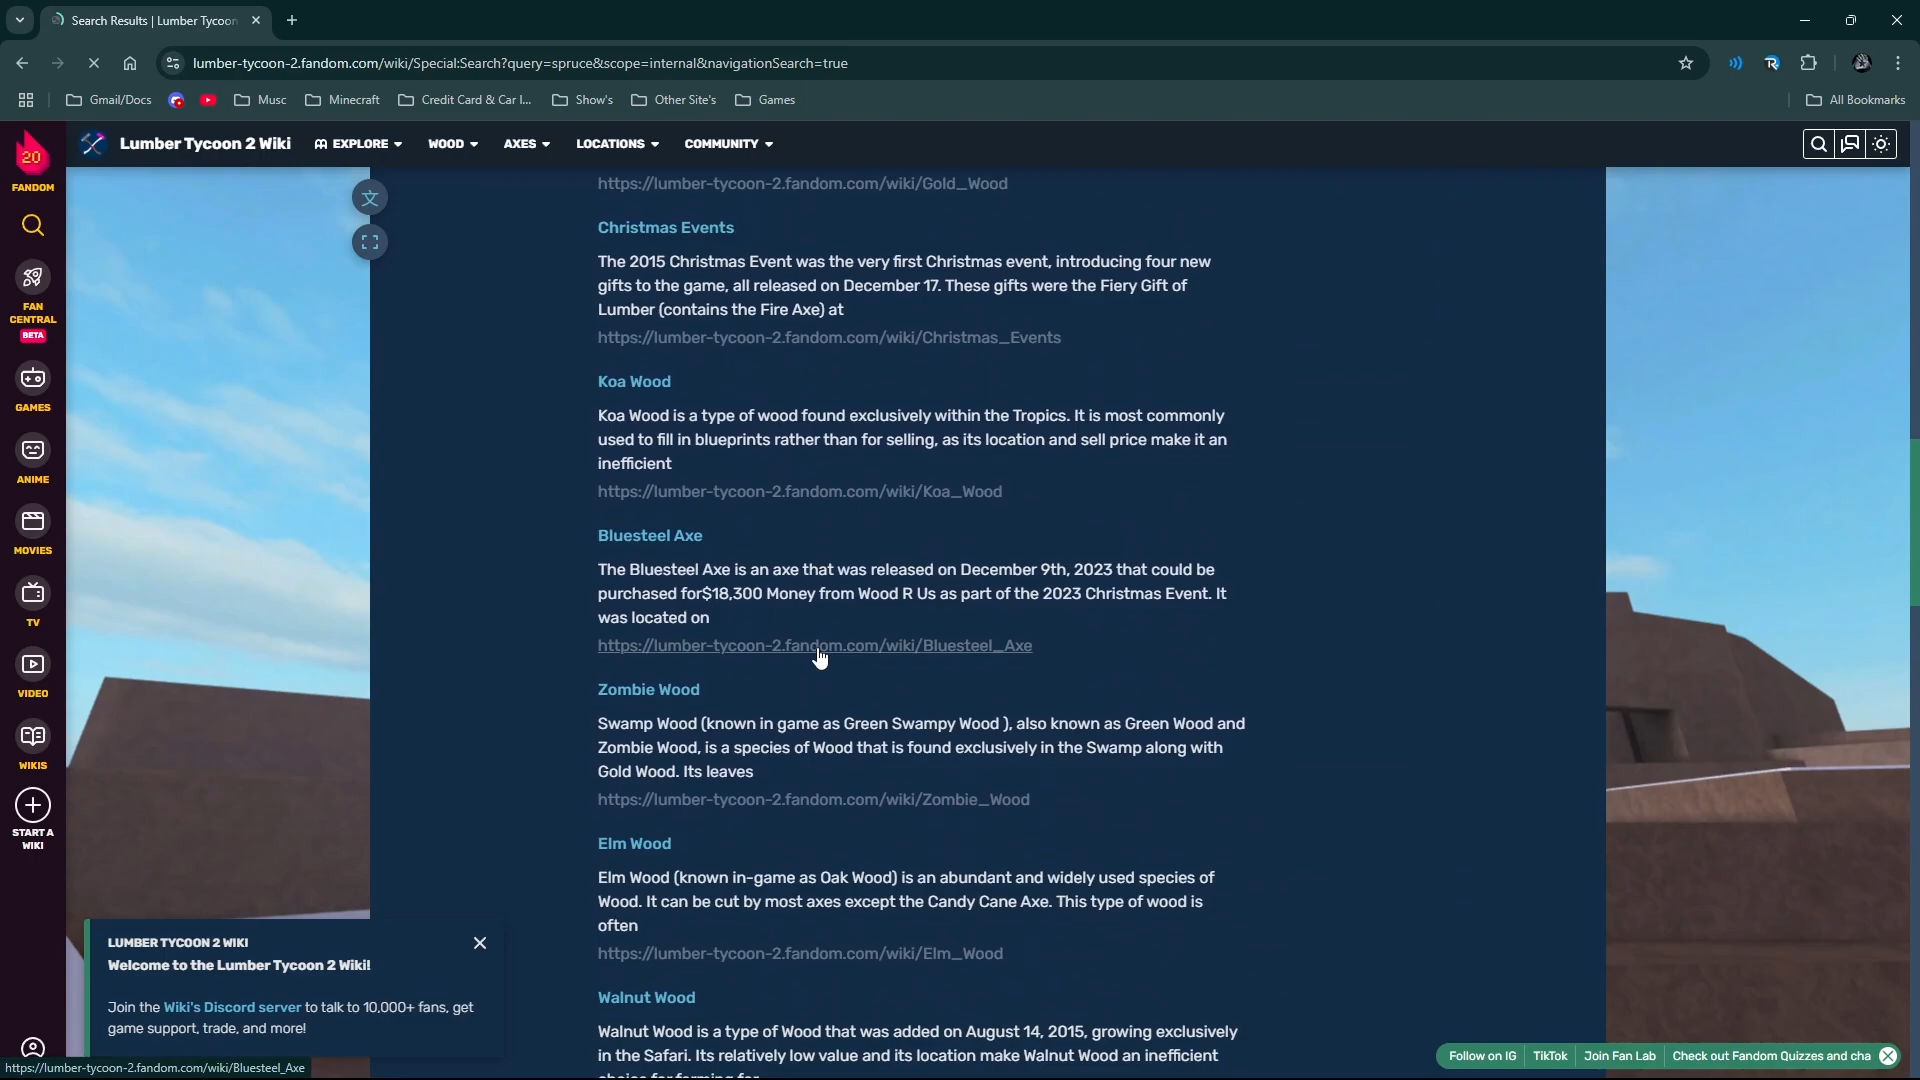 Search Results | Lumber Tycoon
lumber-tycoon-2.fandom.com/wiki/Special:Search?query=spruce&scope=internal&navigationSearch=true
Gmail/Docs
Musc
Minecraft
Credit Card & Car I...
Show's
Other Site's
Games
All Bookmarks
20
FANDOM
Lumber Tycoon 2 Wiki
EXPLORE
WOOD
AXES
LOCATIONS
COMMUNITY
文
FAN
CENTRAL
BETA
GAMES
ANIME
MOVIES
TV
VIDEO
WIKIS
START A
WIKI
https://lumber-tycoon-2.fandom.com/wiki/Gold_Wood
Christmas Events
The 2015 Christmas Event was the very first Christmas event, introducing four new
gifts to the game, all released on December 17. These gifts were the Fiery Gift of
Lumber (contains the Fire Axe) at
https://lumber-tycoon-2.fandom.com/wiki/Christmas_Events
Koa Wood
Koa Wood is a type of wood found exclusively within the Tropics. It is most commonly
used to fill in blueprints rather than for selling, as its location and sell price make it an
inefficient
https://lumber-tycoon-2.fandom.com/wiki/Koa_Wood
Bluesteel Axe
The Bluesteel Axe is an axe that was released on December 9th, 2023 that could be
purchased for$18,300 Money from Wood R Us as part of the 2023 Christmas Event. It
was located on
https://lumber-tycoon-2.fandom.com/wiki/Bluesteel_Axe
Zombie Wood
Swamp Wood (known in game as Green Swampy Wood ), also known as Green Wood and
Zombie Wood, is a species of Wood that is found exclusively in the Swamp along with
Gold Wood. Its leaves
https://lumber-tycoon-2.fandom.com/wiki/Zombie_Wood
Elm Wood
Elm Wood (known in-game as Oak Wood) is an abundant and widely used species of
Wood. It can be cut by most axes except the Candy Cane Axe. This type of wood is
often
https://lumber-tycoon-2.fandom.com/wiki/Elm_Wood
Walnut Wood
Walnut Wood is a type of Wood that was added on August 14, 2015, growing exclusively
in the Safari. Its relatively low value and its location make Walnut Wood an inefficient
choice for farming for
LUMBER TYCOON 2 WIKI
Welcome to the Lumber Tycoon 2 Wiki!
Join the Wiki's Discord server to talk to 10,000+ fans, get
game support, trade, and more!
Follow on IG
TikTok
Join Fan Lab
Check out Fandom Quizzes and cha
https://lumber-tycoon-2.fandom.com/wiki/Bluesteel_Axe